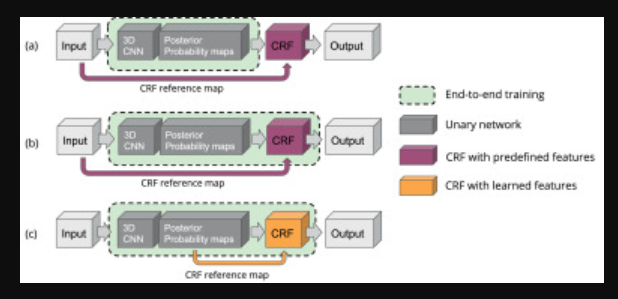 (a)
Input
3D
CNN
Posterior
Probability maps
CRF
Output
CRF reference map
(b)
Input
3D
CNN
Posterior
Probability maps
CRF
Output
CRF reference map
(c)
Input
3D
CNN
Posterior
Probability maps
CRF
Output
CRF reference map
End-to-end training
Unary network
CRF with predefined features
CRF with learned features